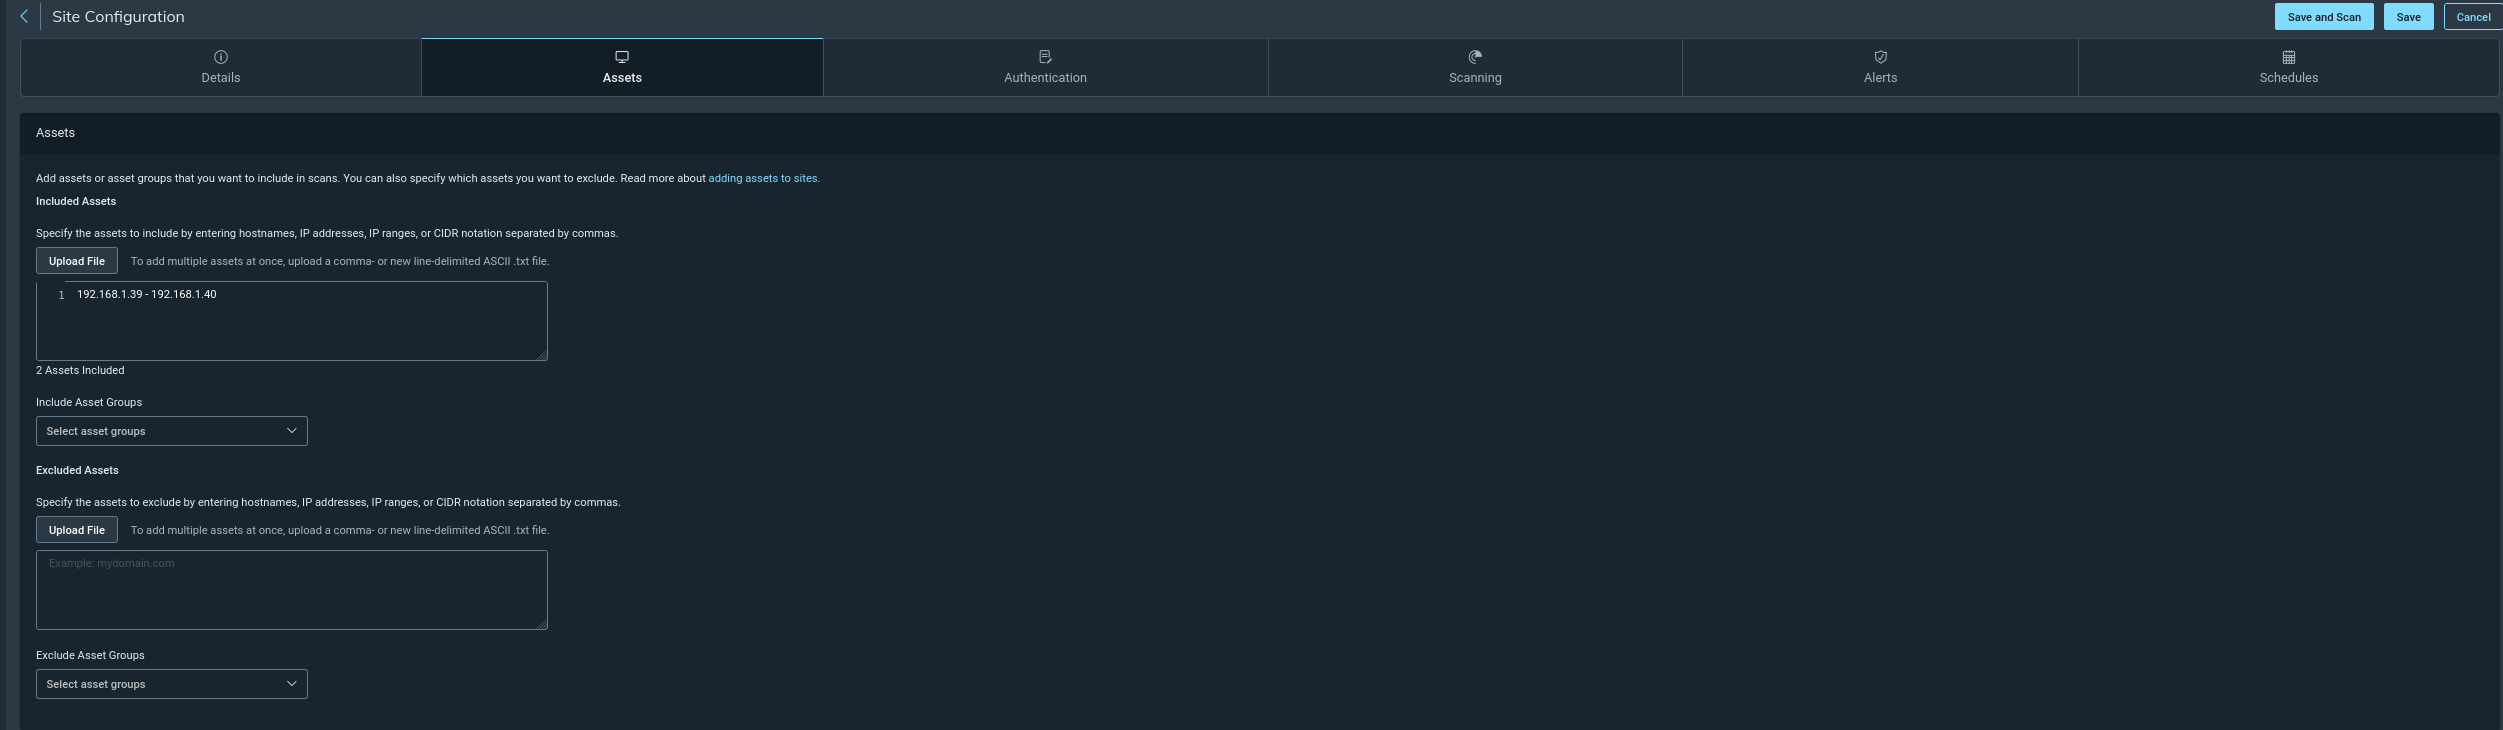 Site Configuration
Save and Scan
Save
Cancel
Details
Assets
Authentication
Scanning
Alerts
Schedules
Assets
Add assets or asset groups that you want to include in scans. You can also specify which assets you want to exclude. Read more about adding assets to sites.
Included Assets
Specify the assets to include by entering hostnames, IP addresses, IP ranges, or CIDR notation separated by commas.
Upload File To add multiple assets at once, upload a comma- or new line-delimited ASCII .txt file.
1 192.168.1.39 - 192.168.1.40
2 Assets Included
Include Asset Groups
Select asset groups
Excluded Assets
Specify the assets to exclude by entering hostnames, IP addresses, IP ranges, or CIDR notation separated by commas.
Upload File To add multiple assets at once, upload a comma- or new line-delimited ASCII .txt file.
Example: mydomain.com
Exclude Asset Groups
Select asset groups